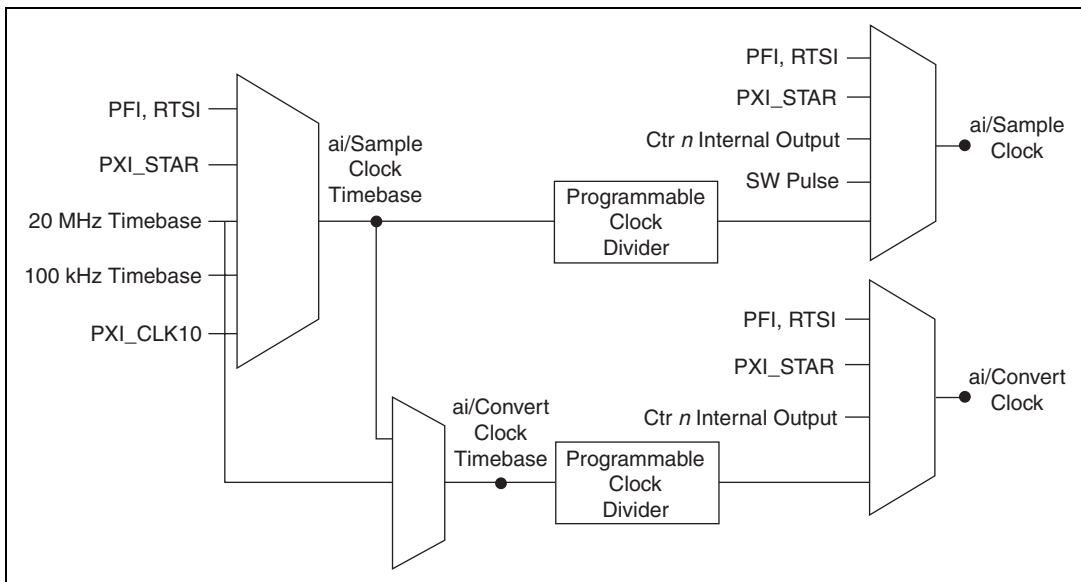 PFI, RTSI
PXI_STAR
20 MHz Timebase
100 kHz Timebase
PXI_CLK10
ai/Sample
Clock
Timebase
Programmable
Clock
Divider
PFI, RTSI
PXI_STAR
Ctr n Internal Output
SW Pulse
ai/Sample
Clock
ai/Convert
Clock
Timebase
Programmable
Clock
Divider
PFI, RTSI
PXI_STAR
Ctr n Internal Output
ai/Convert
Clock